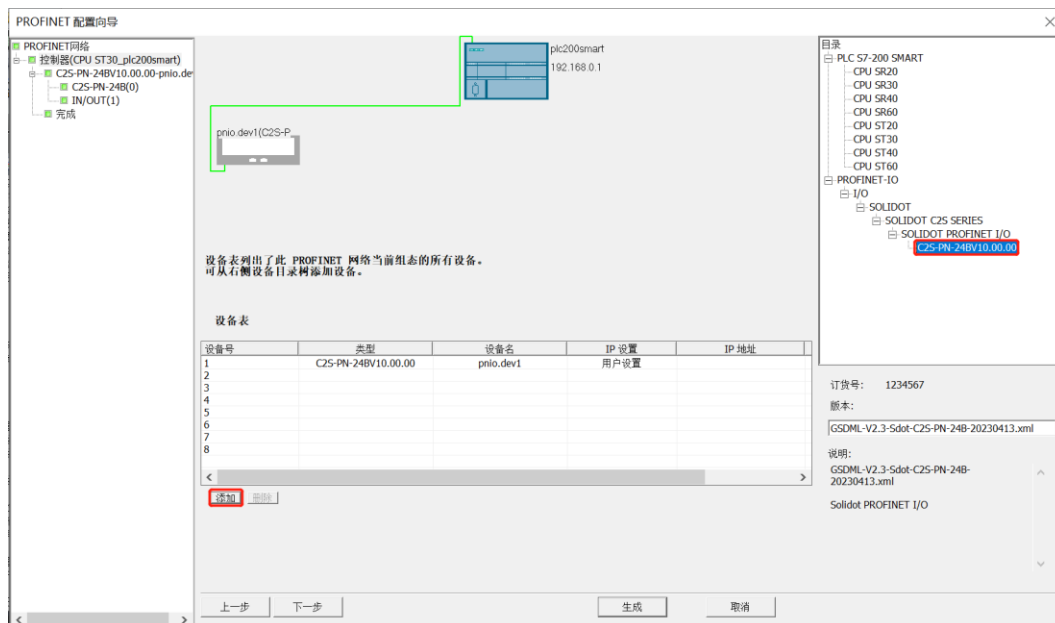 PROFINET 配置向导
PROFINET网络
控制器(CPU ST30_plc200smart)
C2S-PN-24BV10.00.00-pnio.de
C2S-PN-24B(0)
IN/OUT(1)
完成
plc200smart
192.168.0.1
pnio.dev1(C2S-P
设备表列出了此 PROFINET 网络当前组态的所有设备。
可从右侧设备目录树添加设备。
设备表
设备号 类型 设备名 IP 设置 IP 地址
1 C2S-PN-24BV10.00.00 pnio.dev1 用户设置
2
3
4
5
6
7
8
添加 删除
上一步 下一步 生成 取消
目录
PLC S7-200 SMART
CPU SR20
CPU SR30
CPU SR40
CPU SR60
CPU ST20
CPU ST30
CPU ST40
CPU ST60
PROFINET-IO
I/O
SOLIDOT
SOLIDOT C2S SERIES
SOLIDOT PROFINET I/O
C2S-PN-24BV10.00.00
订货号: 1234567
版本:
GSDML-V2.3-Sdot-C2S-PN-24B-20230413.xml
说明:
GSDML-V2.3-Sdot-C2S-PN-24B-
20230413.xml
Solidot PROFINET I/O